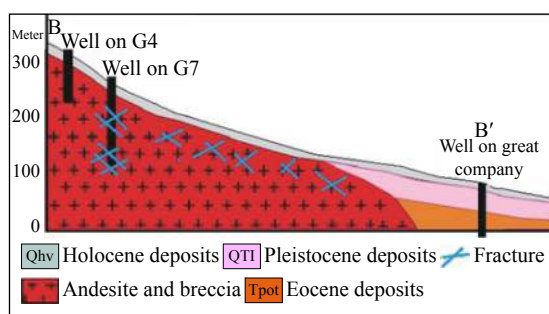 Meter
B
Well on G4
300
Well on G7
200
B′
Well on great
company
100
0
Qhv Holocene deposits QTI Pleistocene deposits Fracture
Andesite and breccia Tpot Eocene deposits